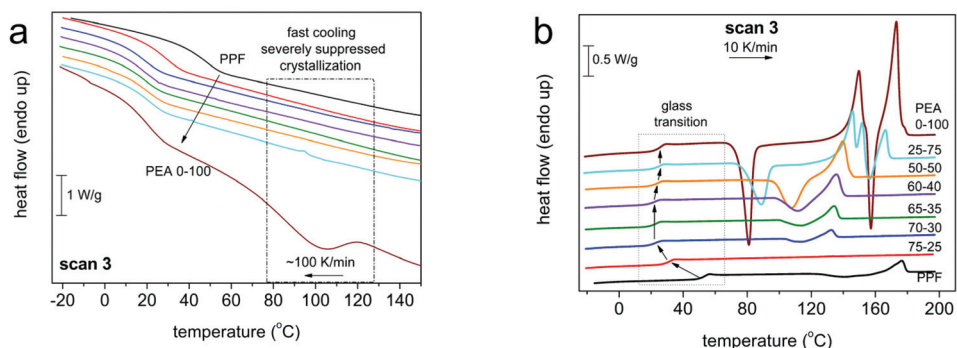 a
fast cooling
severely suppressed
crystallization
PPF
PEA 0-100
1 W/g
~100 K/min
scan 3
heat flow (endo up)
-20 0 20 40 60 80 100 120 140
temperature (°C)
b
scan 3
10 K/min
0.5 W/g
glass
transition
PEA
0-100
25-75
50-50
60-40
65-35
70-30
75-25
PPF
heat flow (endo up)
0 40 80 120 160 200
temperature (°C)